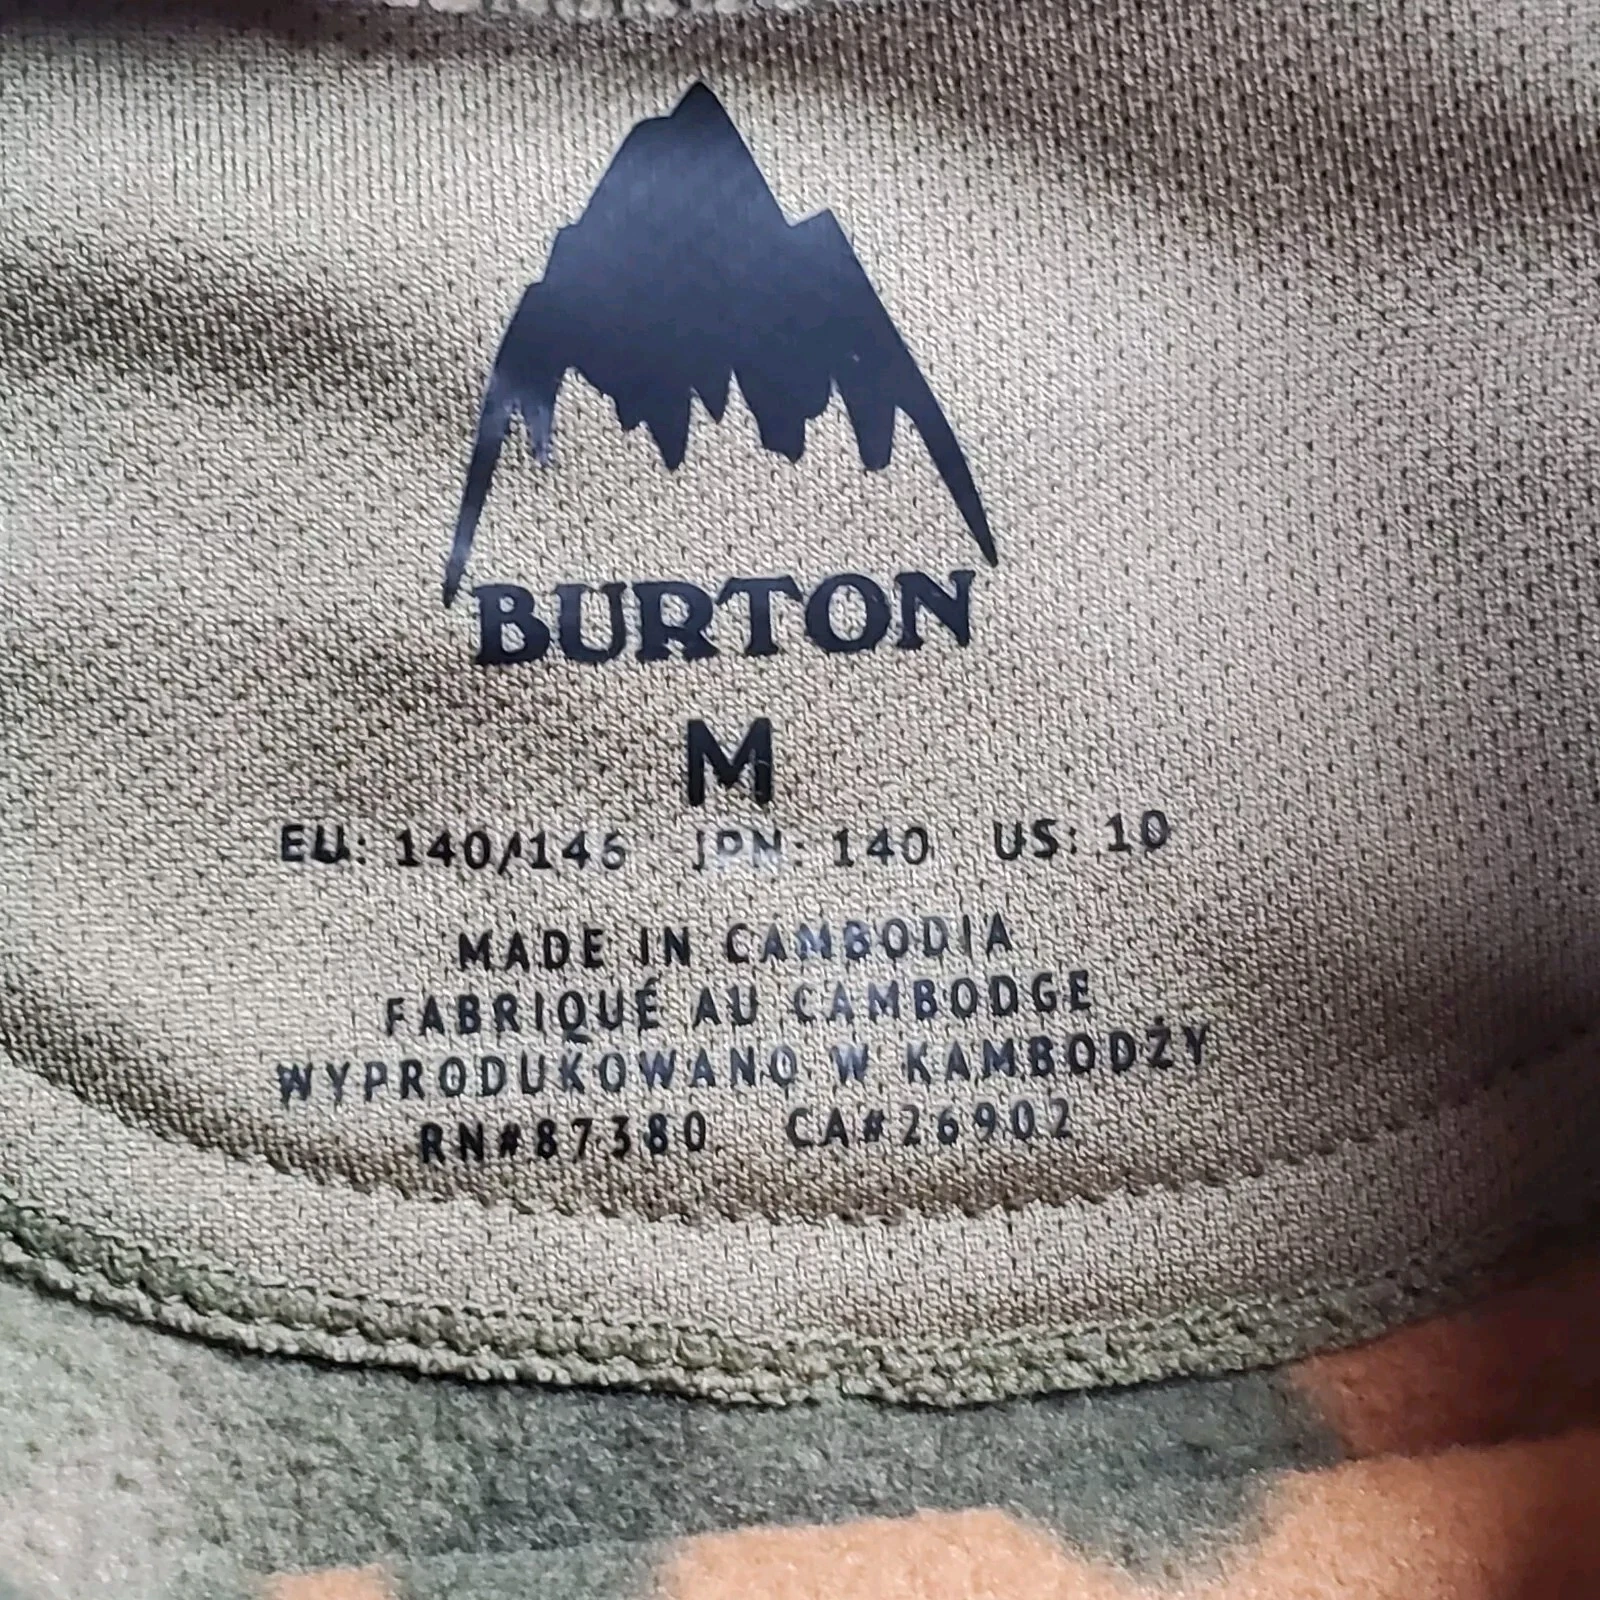 BURTON
M
EU: 140/146 JPN: 140 US: 10
MADE IN CAMBODIA
FABRIQUÉ AU CAMBODGE
WYPRODUKOWANO W KAMBODŻY
RN#87380 CA#26902